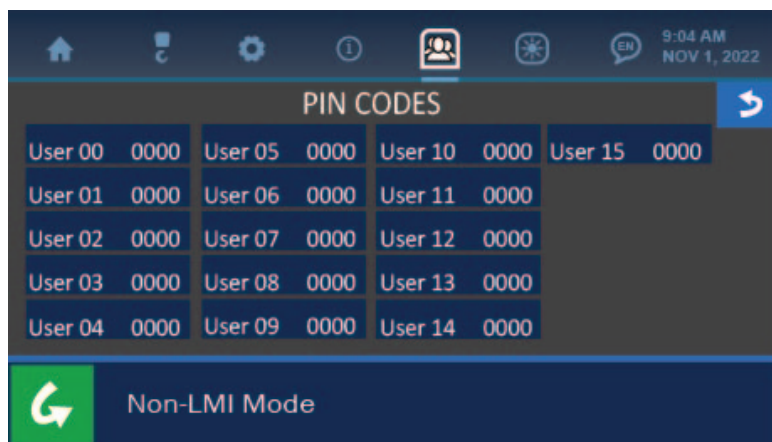 EN
9:04 AM
NOV 1, 2022
PIN CODES
User 00 0000 User 05 0000 User 10 0000 User 15 0000
User 01 0000 User 06 0000 User 11 0000
User 02 0000 User 07 0000 User 12 0000
User 03 0000 User 08 0000 User 13 0000
User 04 0000 User 09 0000 User 14 0000
Non-LMI Mode